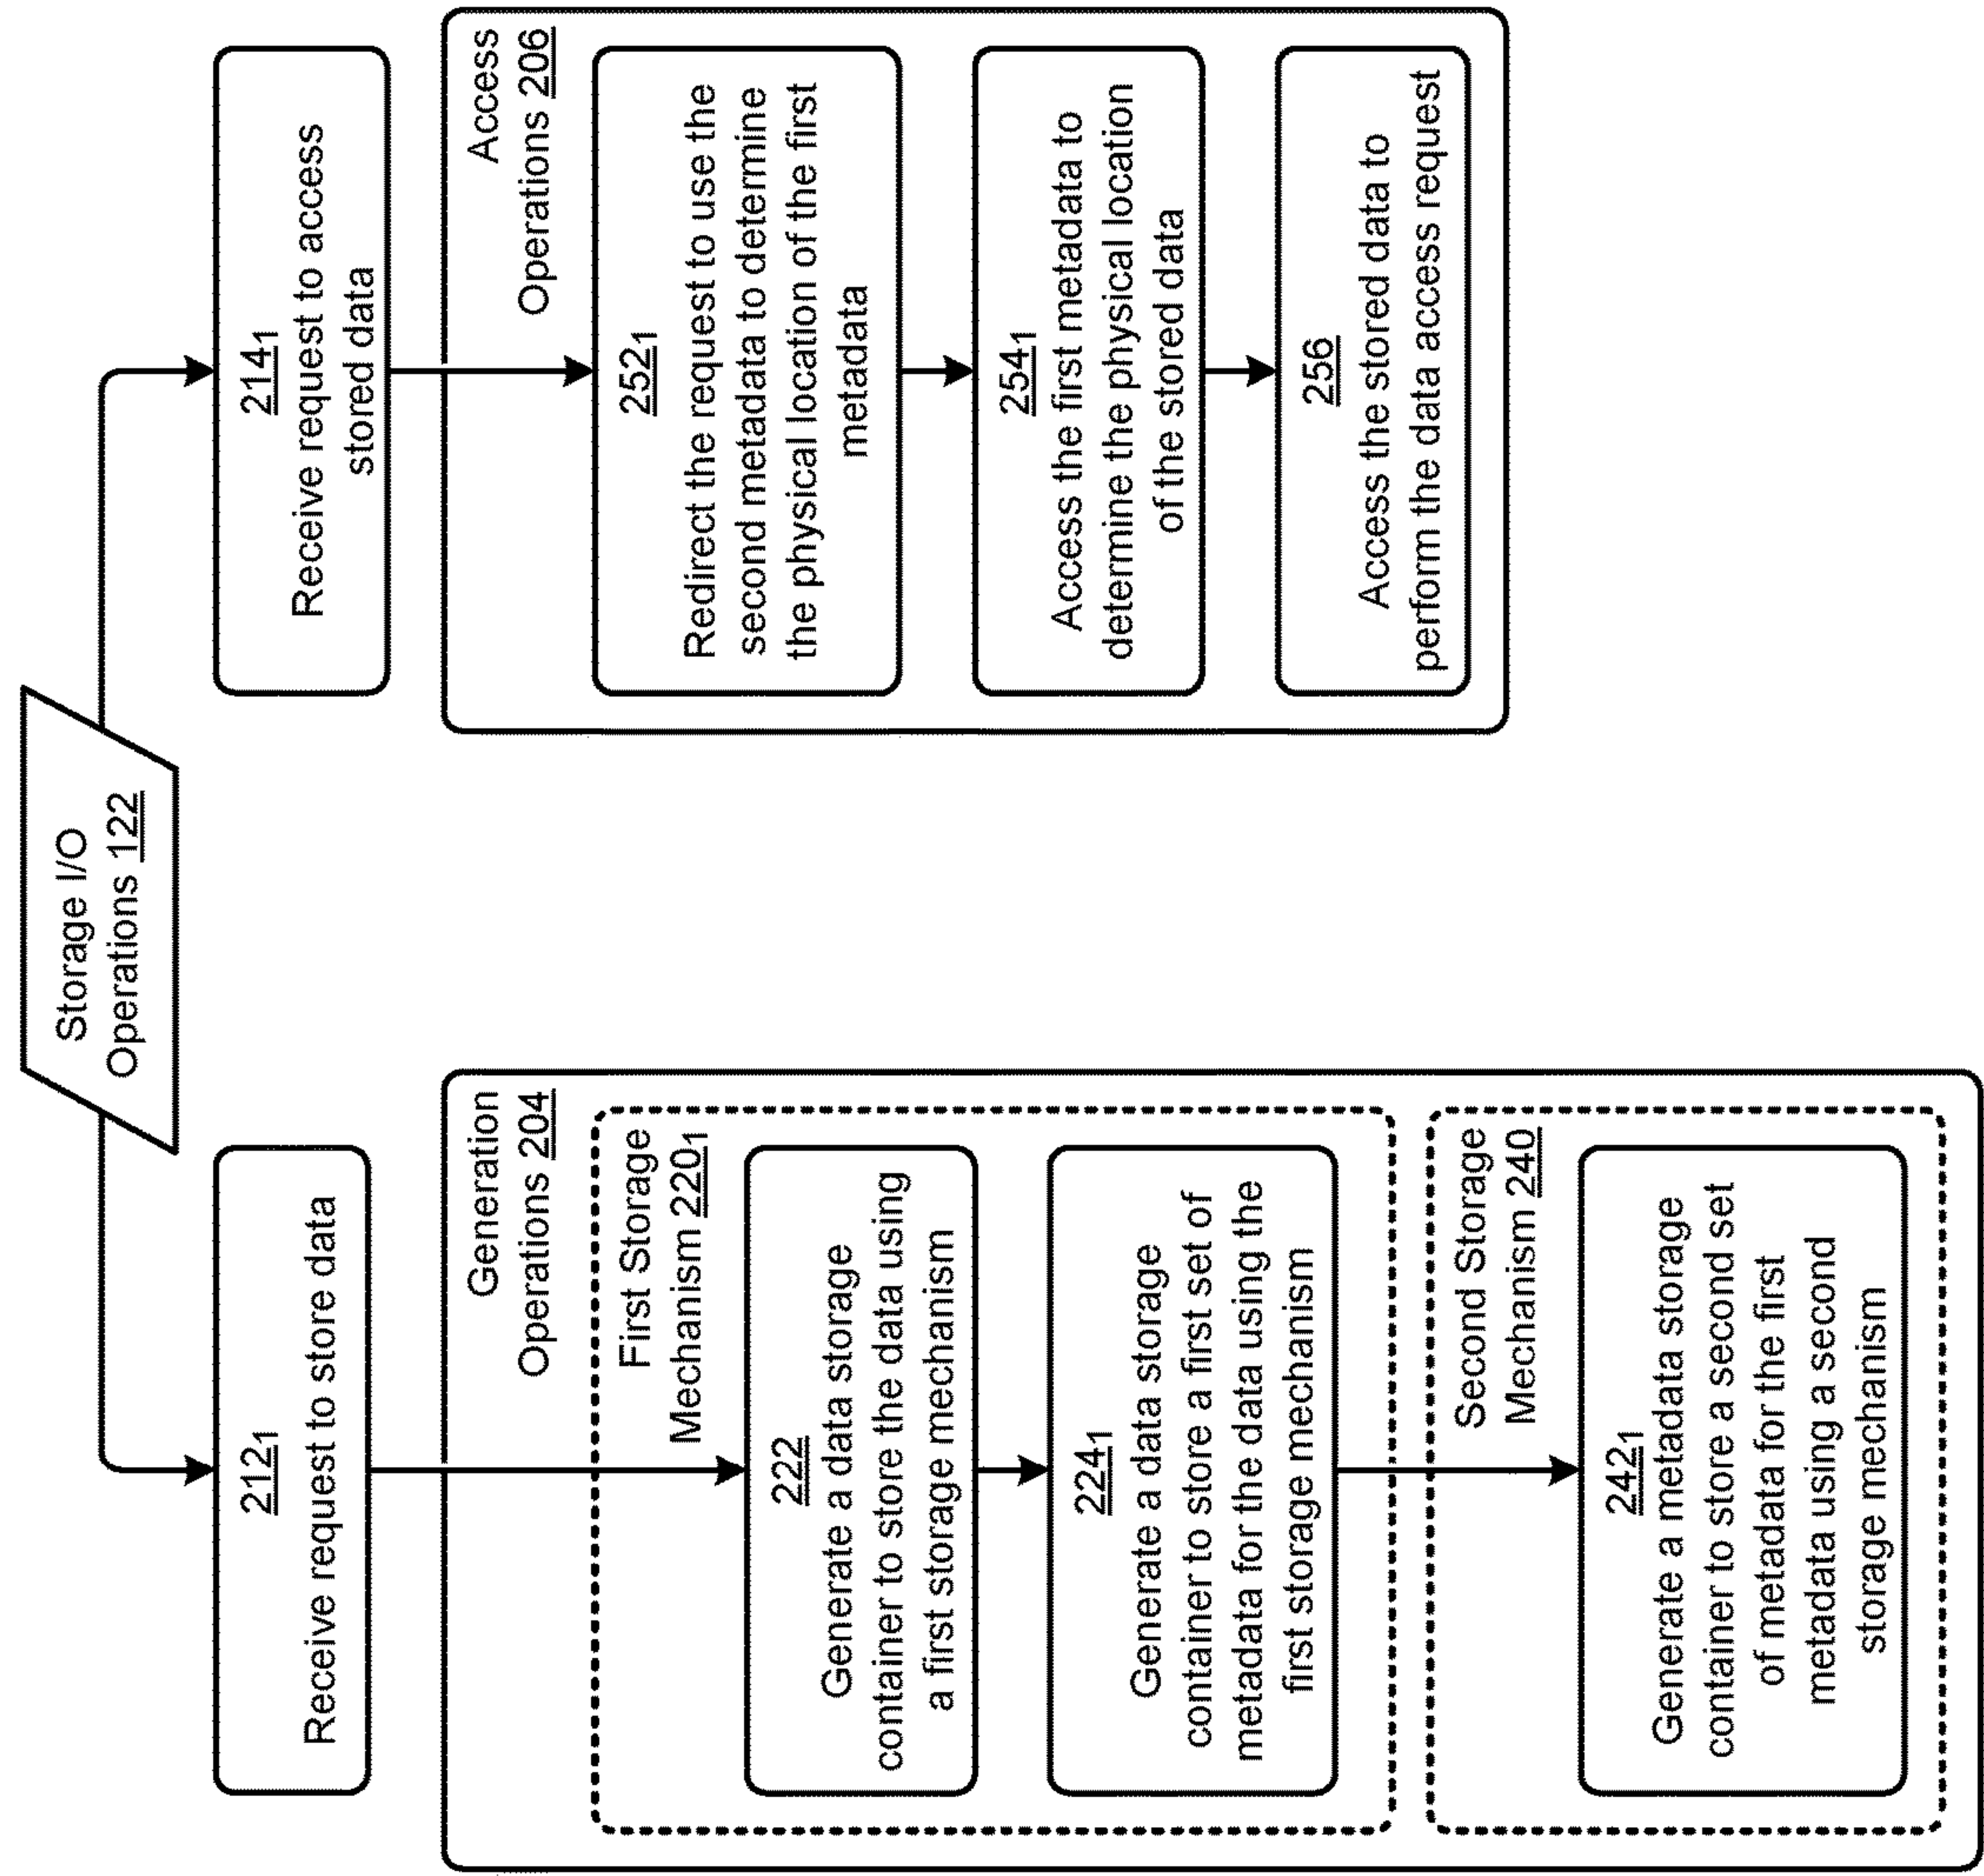 Storage I/O
Operations 122
212₁
Receive request to store data
Generation
Operations 204
First Storage
Mechanism 220₁
222
Generate a data storage
container to store the data using
a first storage mechanism
224₁
Generate a data storage
container to store a first set of
metadata for the data using the
first storage mechanism
Second Storage
Mechanism 240
242₁
Generate a metadata storage
container to store a second set
of metadata for the first
metadata using a second
storage mechanism
214₁
Receive request to access
stored data
Access
Operations 206
252₁
Redirect the request to use the
second metadata to determine
the physical location of the first
metadata
254₁
Access the first metadata to
determine the physical location
of the stored data
256
Access the stored data to
perform the data access request